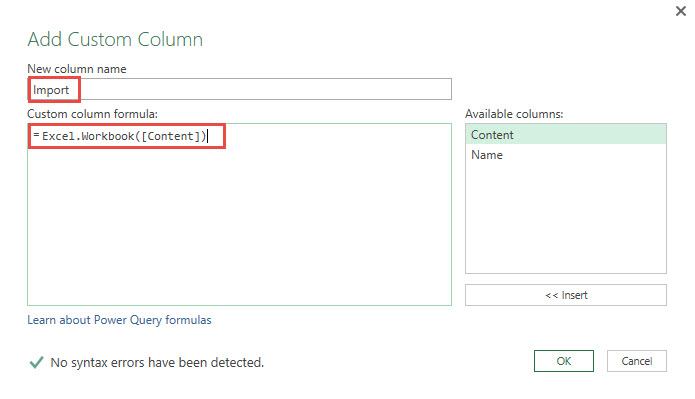 Add Custom Column
New column name
Import
Custom column formula:
= Excel.Workbook([Content])
Available columns:
Content
Name
<< Insert
Learn about Power Query formulas
No syntax errors have been detected.
OK
Cancel